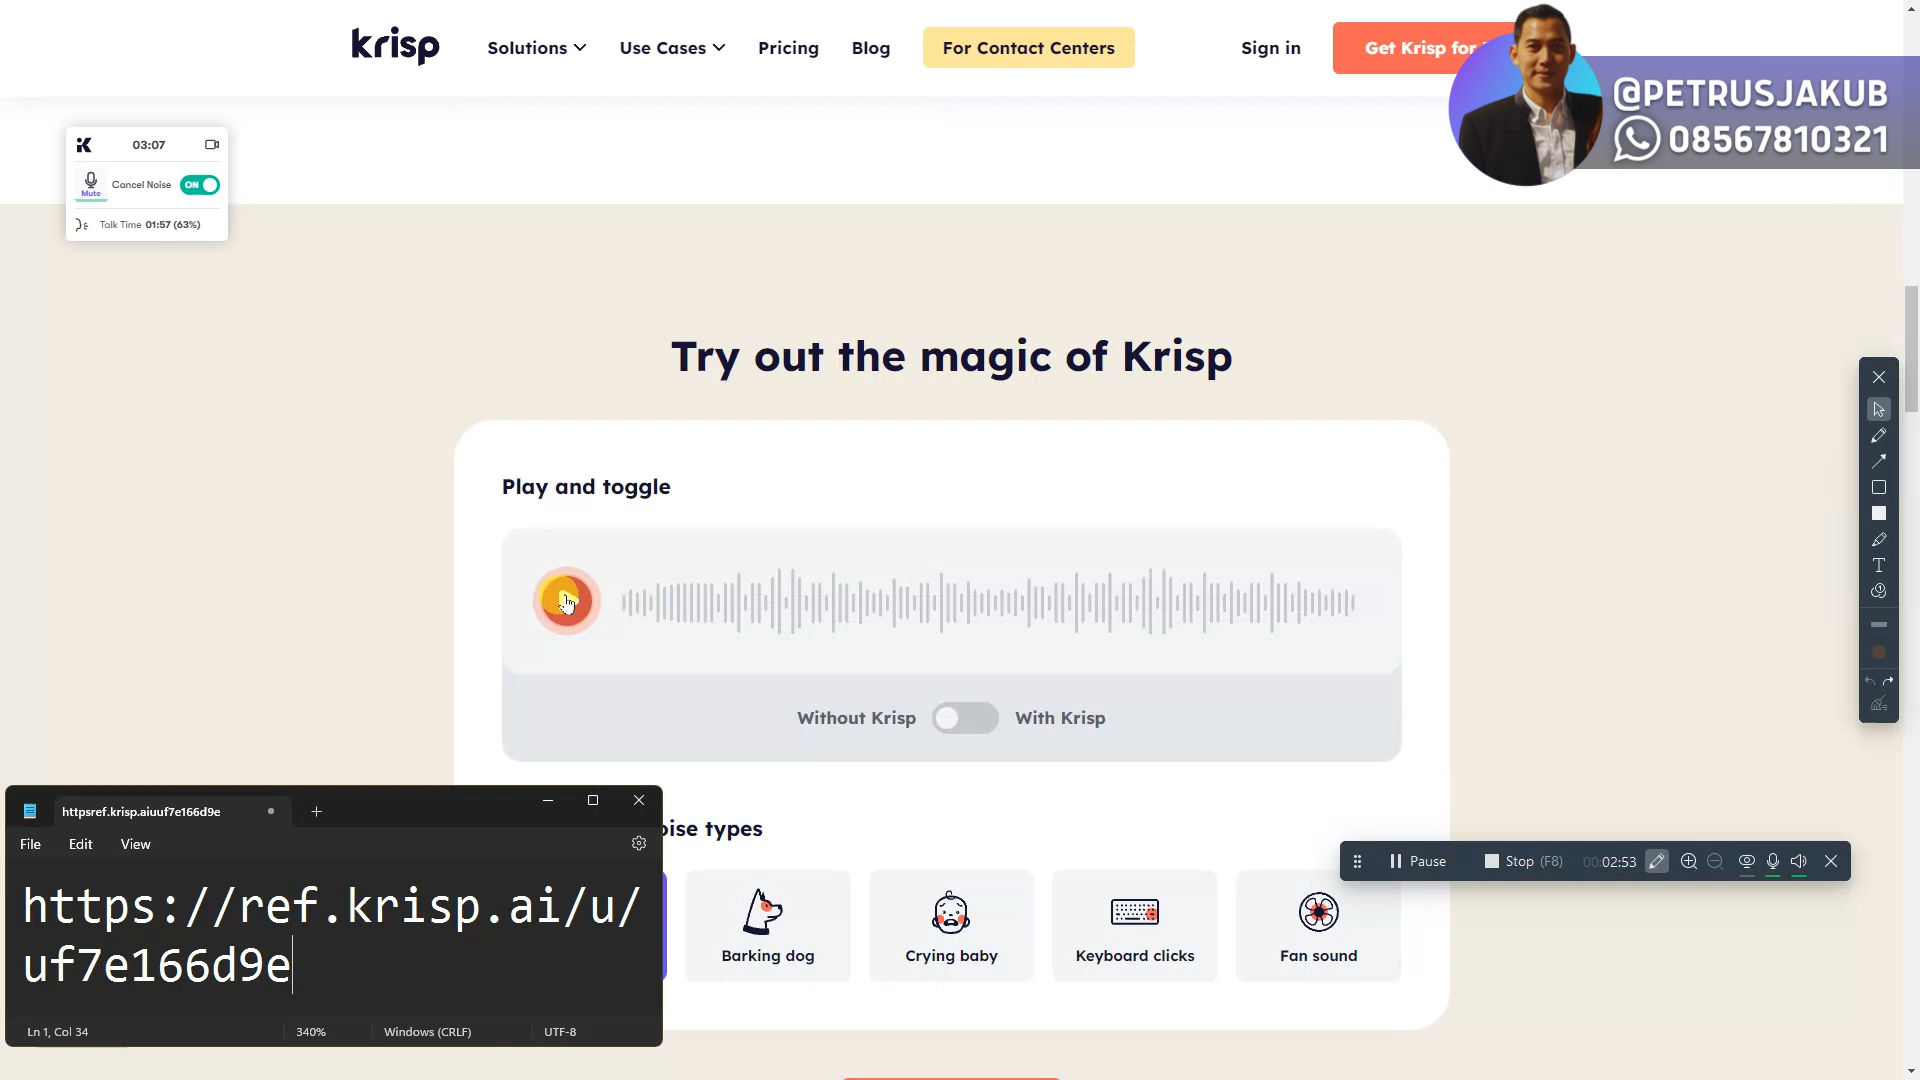 krisp
Solutions
Use Cases
Pricing
Blog
For Contact Centers
Sign in
Get Krisp for
@PETRUSJAKUB
08567810321
03:07
Mute
Cancel Noise
ON
Talk Time 01:57 (63%)
Try out the magic of Krisp
Play and toggle
Without Krisp
With Krisp
httpsref.krisp.aiuuf7e166d9e
File
Edit
View
types
Pause
Stop (F8)
00:02:53
https://ref.krisp.ai/u/
uf7e166d9e
Barking dog
Crying baby
Keyboard clicks
Fan sound
Ln 1, Col 34
340%
Windows (CRLF)
UTF-8